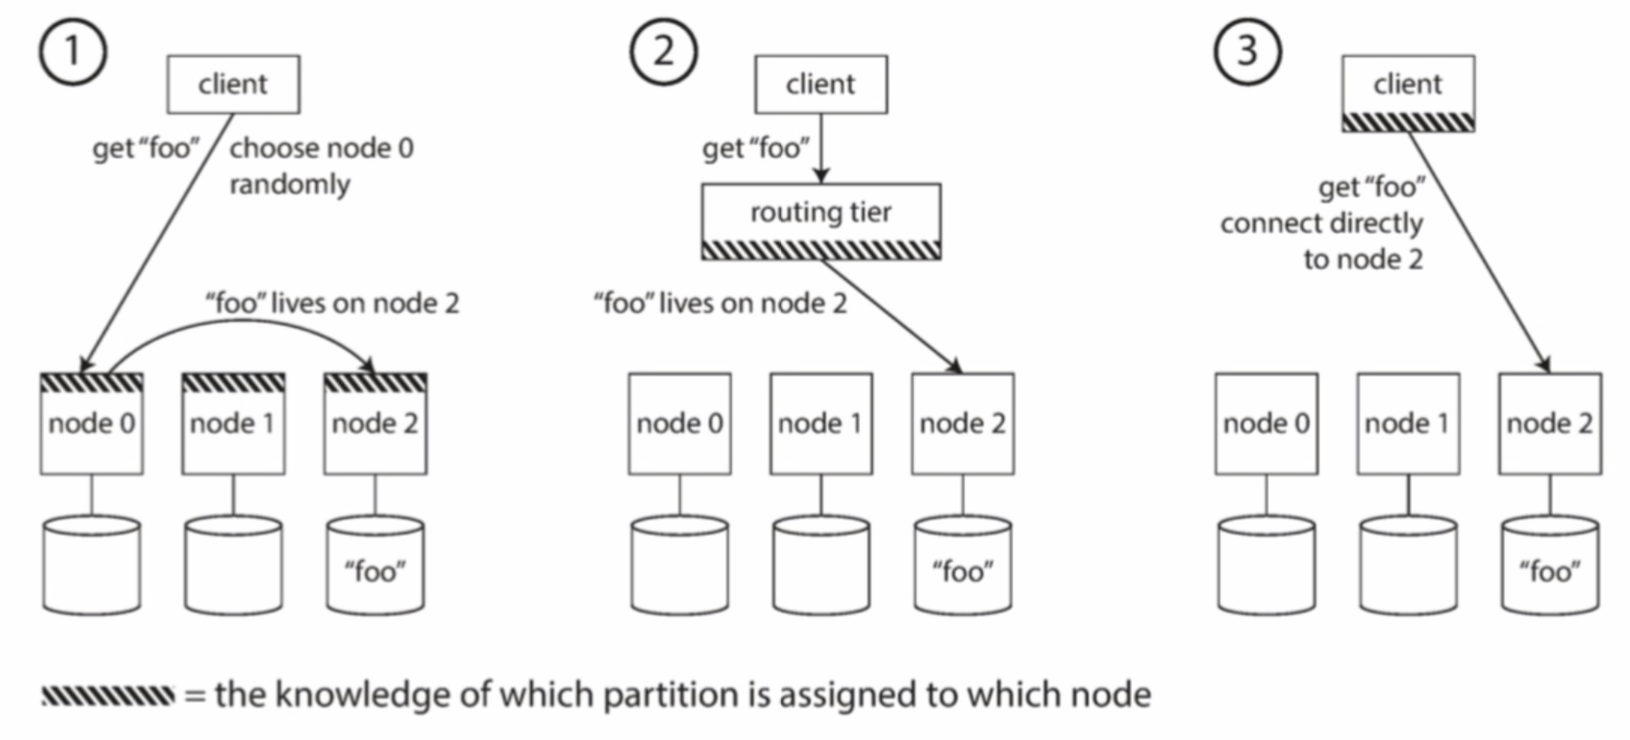 1
client
get “foo”
choose node 0
randomly
“foo” lives on node 2
node 0
node 1
node 2
“foo”
2
client
get “foo”
routing tier
“foo” lives on node 2
node 0
node 1
node 2
“foo”
3
client
get “foo”
connect directly
to node 2
node 0
node 1
node 2
“foo”
= the knowledge of which partition is assigned to which node